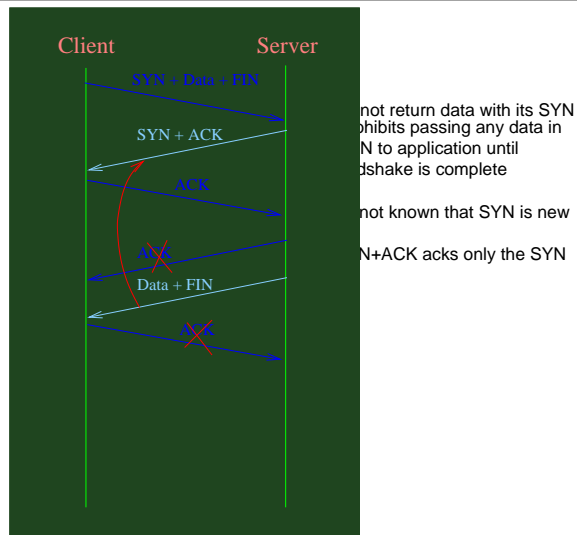 Client Server
SYN + Data + FIN
not return data with its SYN
hibits passing any data in
SYN + ACK
N to application until
dshake is complete
ACK
not known that SYN is new
ACK
N+ACK acks only the SYN
Data + FIN
ACK